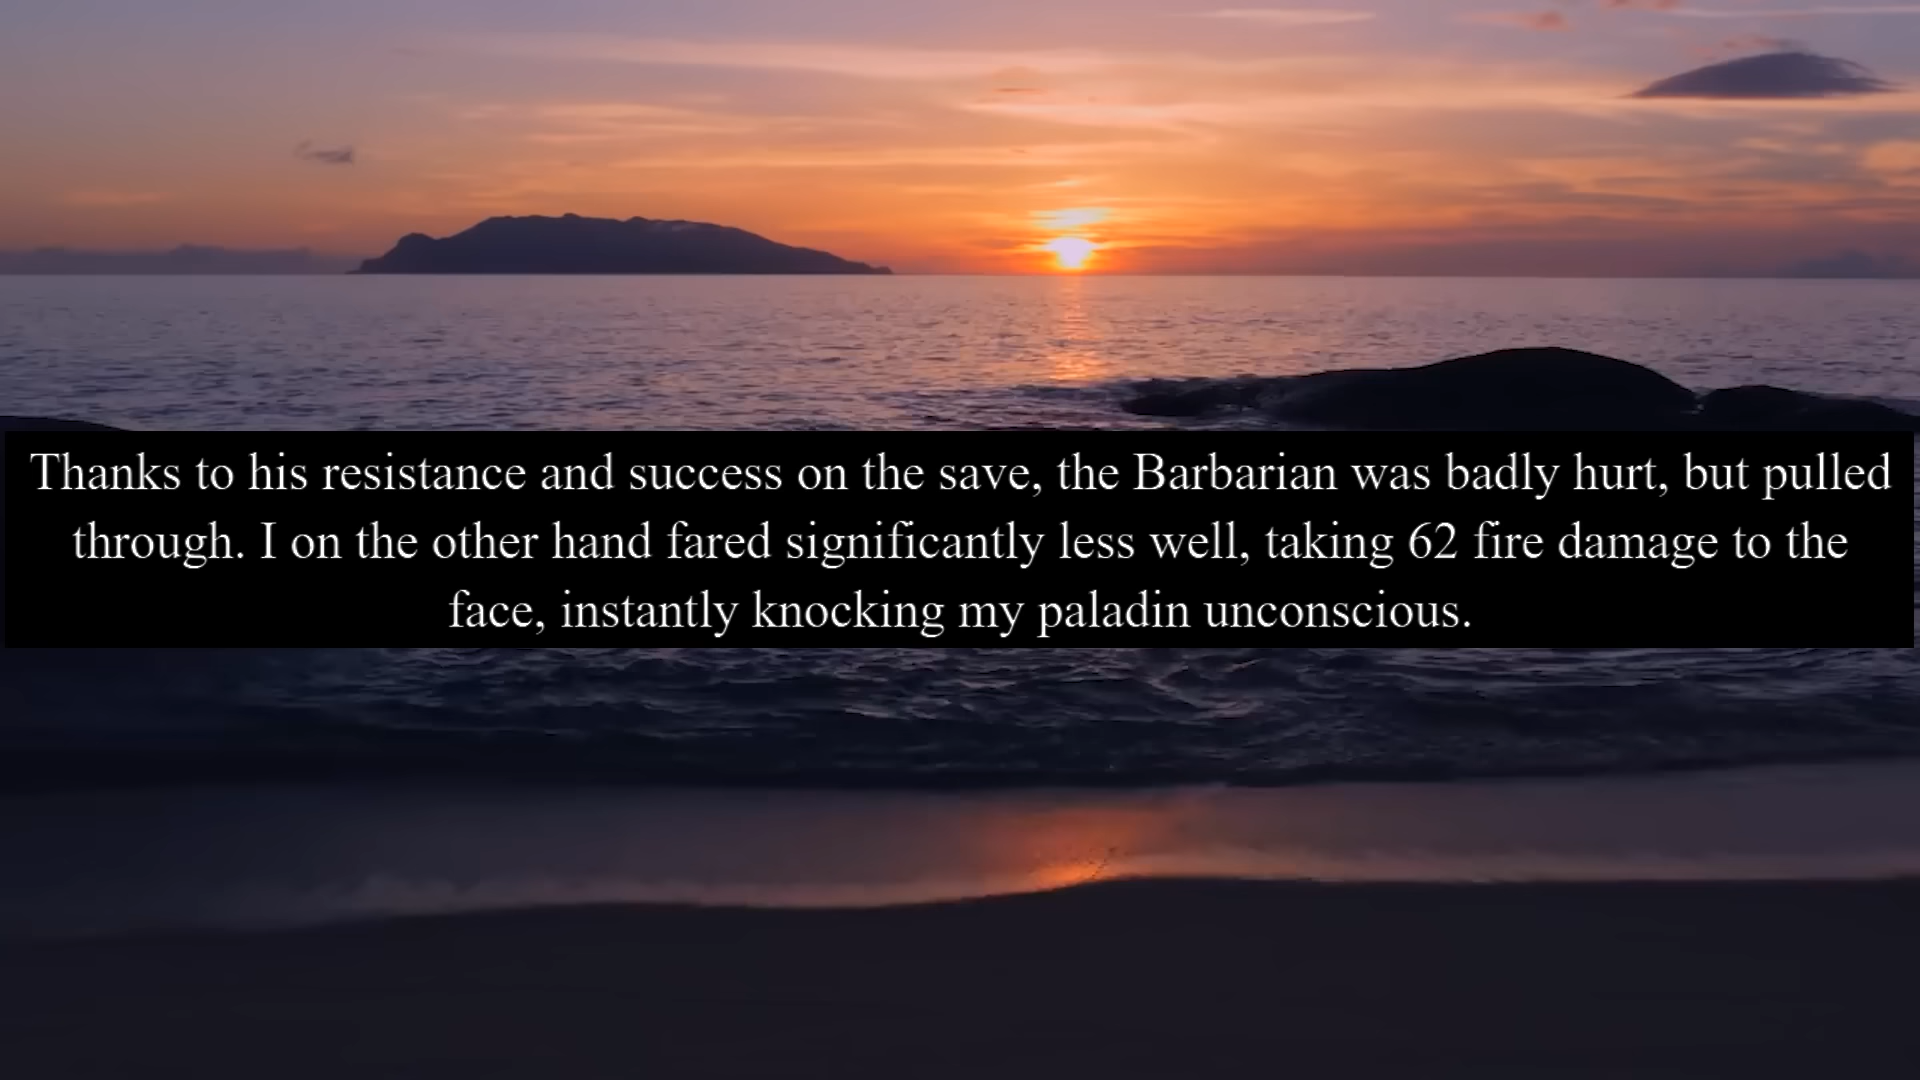 Thanks to his resistance and success on the save, the Barbarian was badly hurt, but pulled
through. I on the other hand fared significantly less well, taking 62 fire damage to the
face, instantly knocking my paladin unconscious.